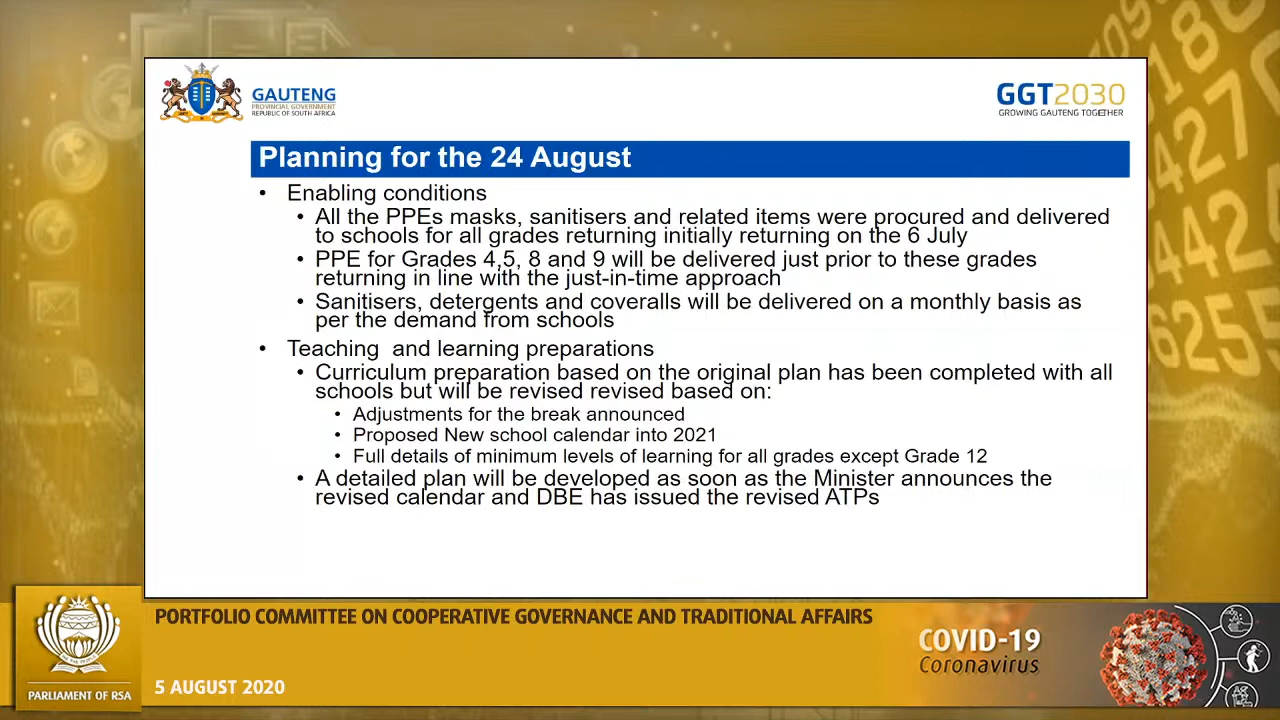 GAUTENG
PROVINCIAL GOVERNMENT
REPUBLIC OF SOUTH AFRICA
GGT2030
GROWING GAUTENG TOGETHER
Planning for the 24 August
• Enabling conditions
• All the PPEs masks, sanitisers and related items were procured and delivered
to schools for all grades returning initially returning on the 6 July
• PPE for Grades 4,5, 8 and 9 will be delivered just prior to these grades
returning in line with the just-in-time approach
• Sanitisers, detergents and coveralls will be delivered on a monthly basis as
per the demand from schools
• Teaching  and learning preparations
• Curriculum preparation based on the original plan has been completed with all
schools but will be revised revised based on:
• Adjustments for the break announced
• Proposed New school calendar into 2021
• Full details of minimum levels of learning for all grades except Grade 12
• A detailed plan will be developed as soon as the Minister announces the
revised calendar and DBE has issued the revised ATPs
PORTFOLIO COMMITTEE ON COOPERATIVE GOVERNANCE AND TRADITIONAL AFFAIRS
COVID-19
Coronavirus
PARLIAMENT OF RSA
5 AUGUST 2020